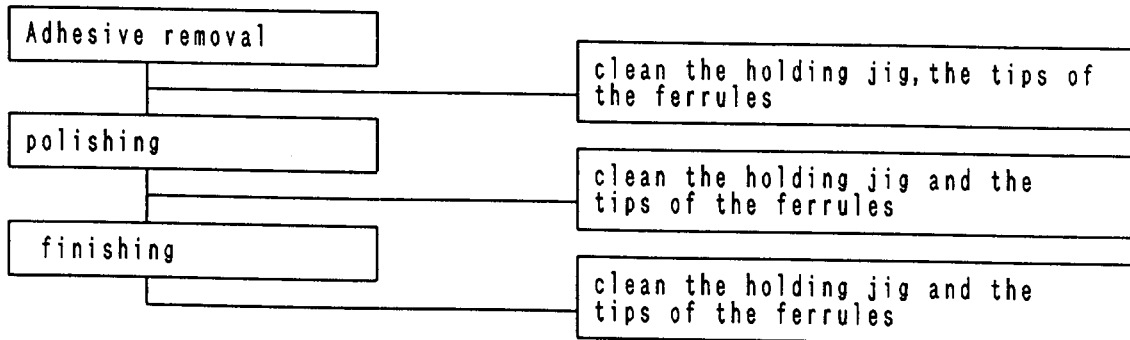 Adhesive removal
clean the holding jig, the tips of
the ferrules
polishing
clean the holding jig and the
tips of the ferrules
finishing
clean the holding jig and the
tips of the ferrules